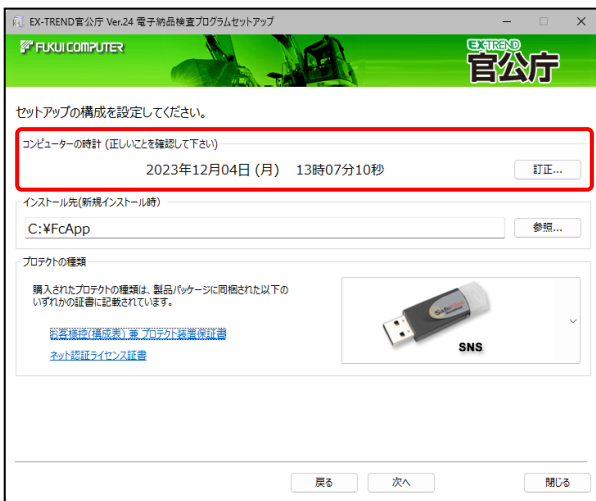 EX-TREND官公庁 Ver.24 電子納品検査プログラムセットアップ
FUKUI COMPUTER
EX-TREND
官公庁
セットアップの構成を設定してください。
コンピューターの時計 (正しいことを確認して下さい)
2023年12月04日 (月) 13時07分10秒
訂正...
インストール先(新規インストール時)
C:¥FcApp
参照...
プロテクトの種類
購入されたプロテクトの種類は、製品パッケージに同梱された以下の
いずれかの証書に記載されています。
お客様控(構成表) 兼 プロテクト装置保証書
ネット認証ライセンス証書
SNS
戻る
次へ
閉じる